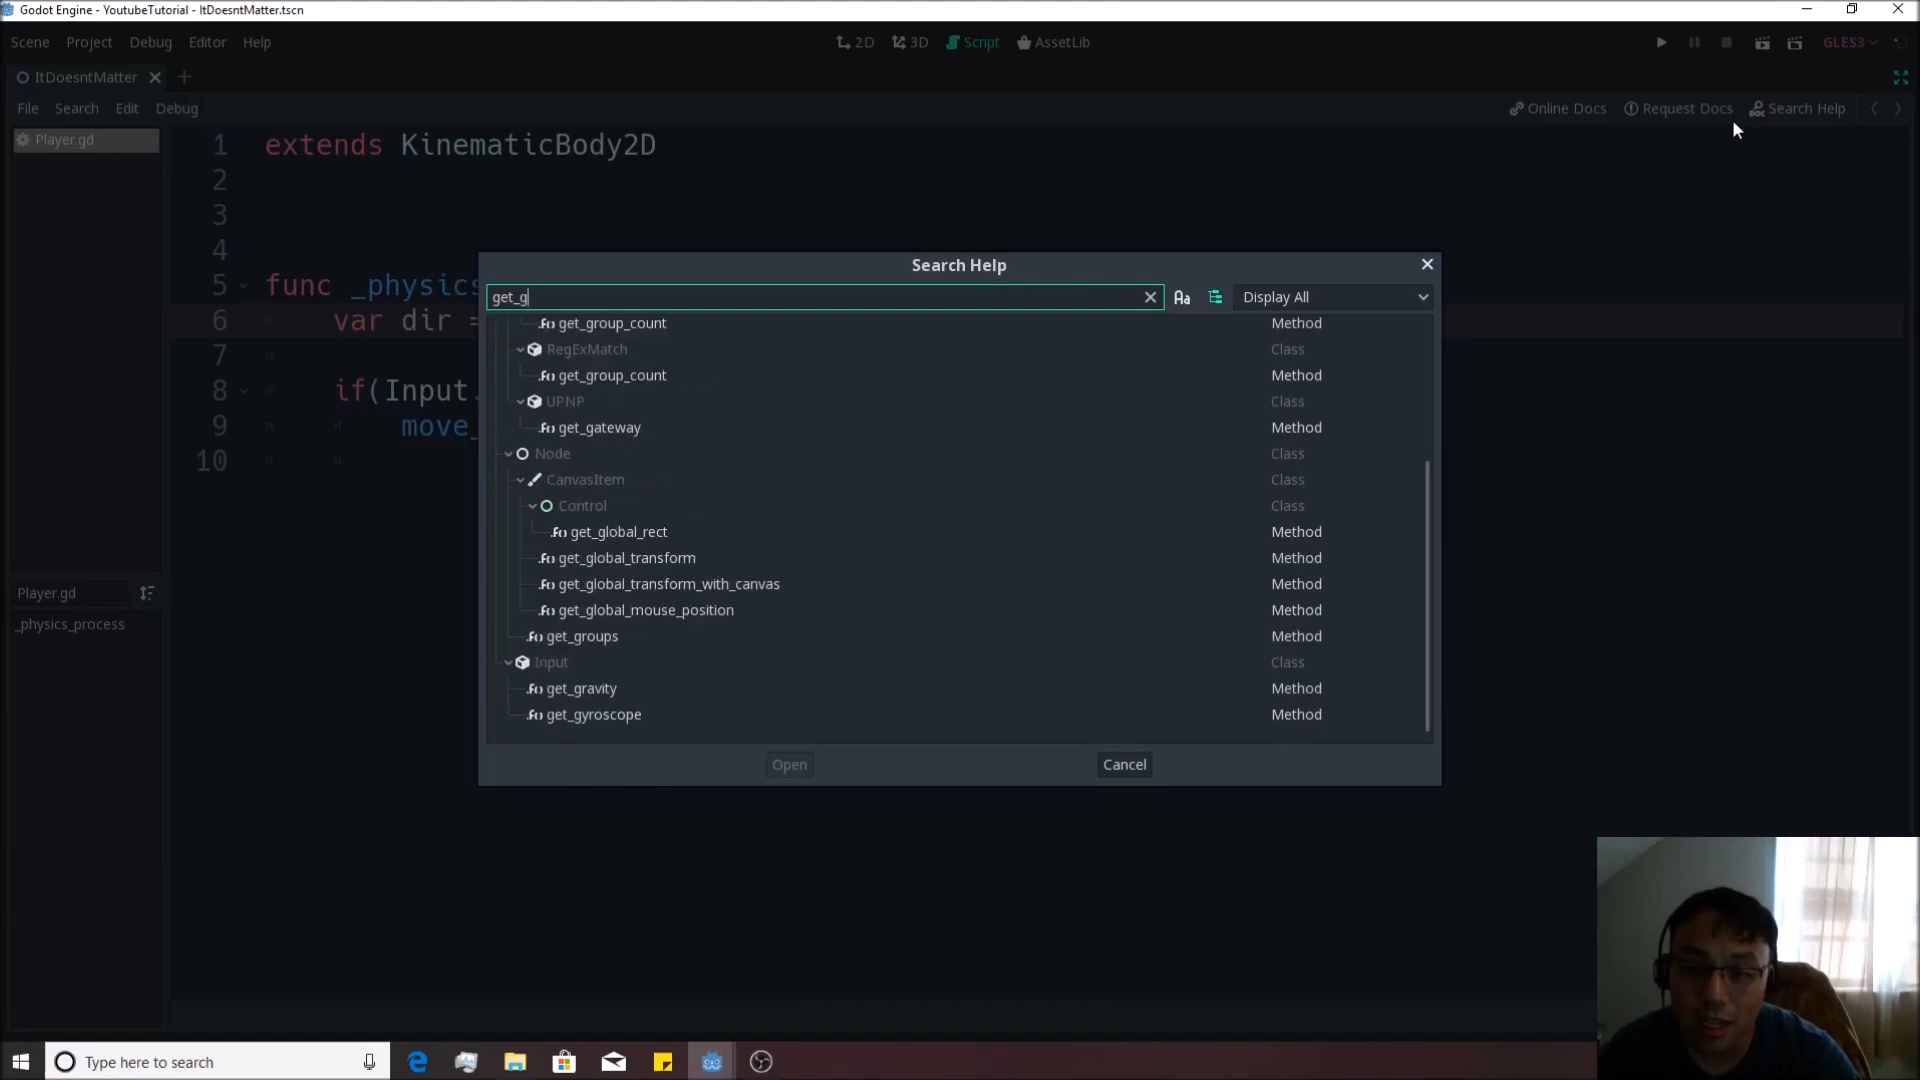 Godot Engine - YoutubeTutorial - ItDoesntMatter.tscn
Scene Project Debug Editor Help
2D 3D Script AssetLib
GLES3
ItDoesntMatter
File Search Edit Debug
Online Docs Request Docs Search Help
Player.gd
1 extends KinematicBody2D
2
3
4
5 func _physics
6 var dir =
7
8 if(Input.
9 move_
10
Search Help
get_g
Aa
Display All
get_group_count Method
RegExMatch Class
get_group_count Method
UPNP Class
get_gateway Method
Node Class
CanvasItem Class
Control Class
get_global_rect Method
get_global_transform Method
get_global_transform_with_canvas Method
get_global_mouse_position Method
get_groups Method
Input Class
get_gravity Method
get_gyroscope Method
Open Cancel
Player.gd
_physics_process
Type here to search